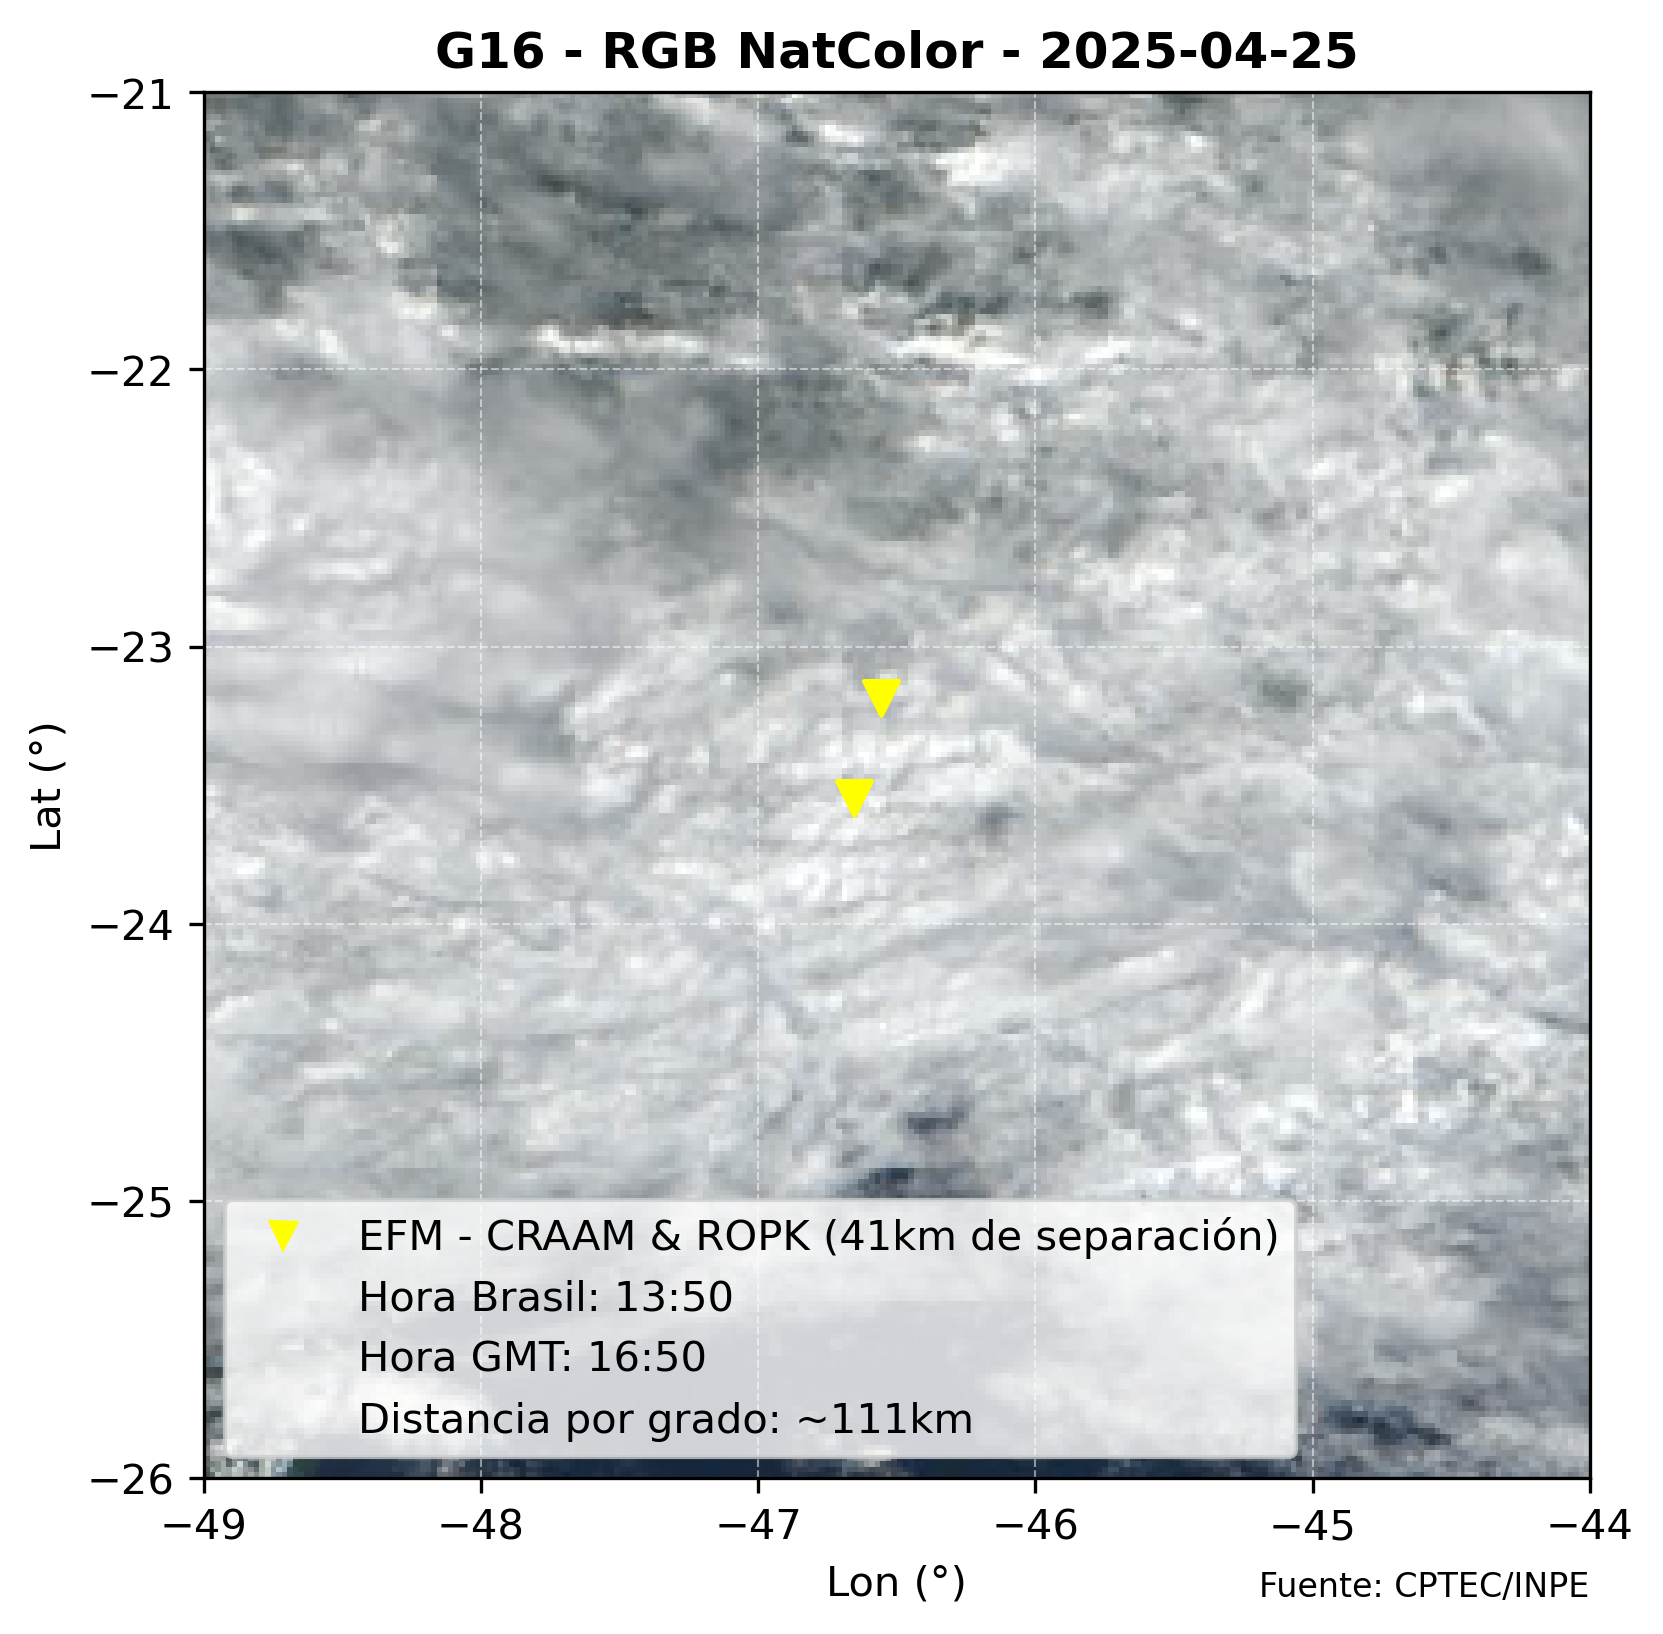 G16 - RGB NatColor - 2025-04-25
−21
−22
−23
−24
−25
−26
Lat (°)
EFM - CRAAM & ROPK (41km de separación)
Hora Brasil: 13:50
Hora GMT: 16:50
Distancia por grado: ~111km
−49
−48
−47
−46
−45
−44
Lon (°)
Fuente: CPTEC/INPE